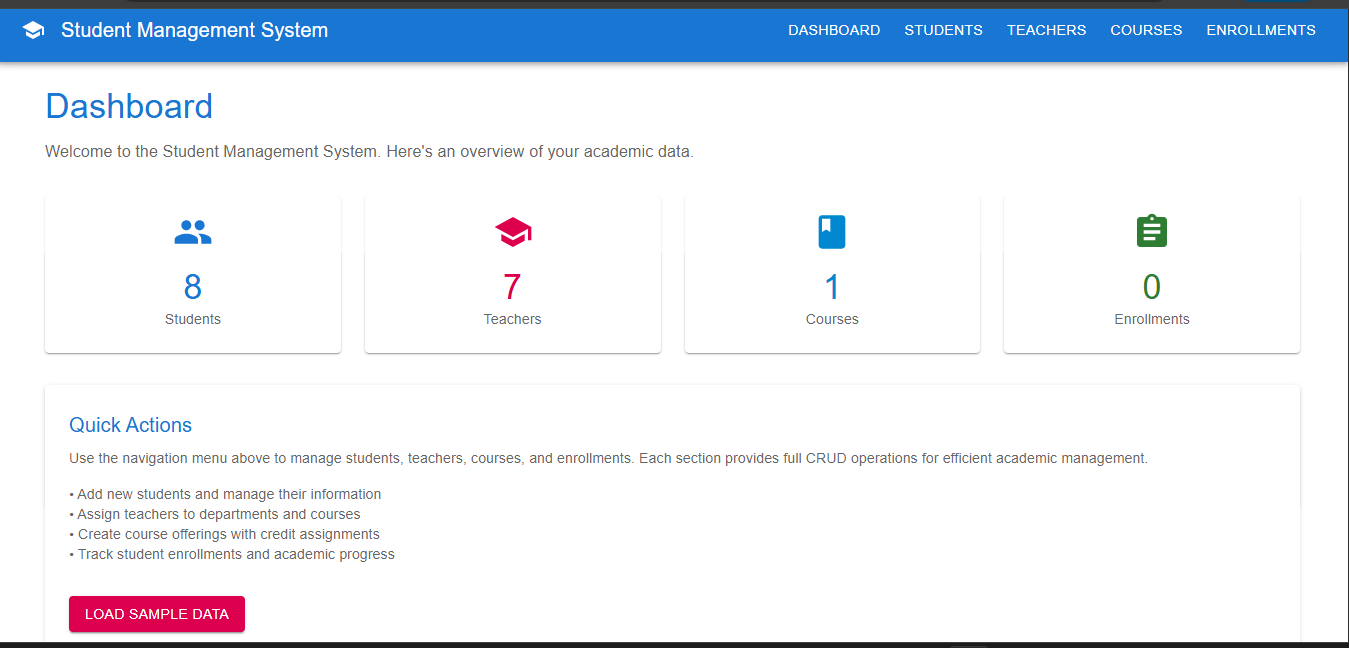 Student Management System
DASHBOARD STUDENTS TEACHERS COURSES ENROLLMENTS
Dashboard
Welcome to the Student Management System. Here's an overview of your academic data.
8
Students
7
Teachers
1
Courses
0
Enrollments
Quick Actions
Use the navigation menu above to manage students, teachers, courses, and enrollments. Each section provides full CRUD operations for efficient academic management.
• Add new students and manage their information
• Assign teachers to departments and courses
• Create course offerings with credit assignments
• Track student enrollments and academic progress
LOAD SAMPLE DATA